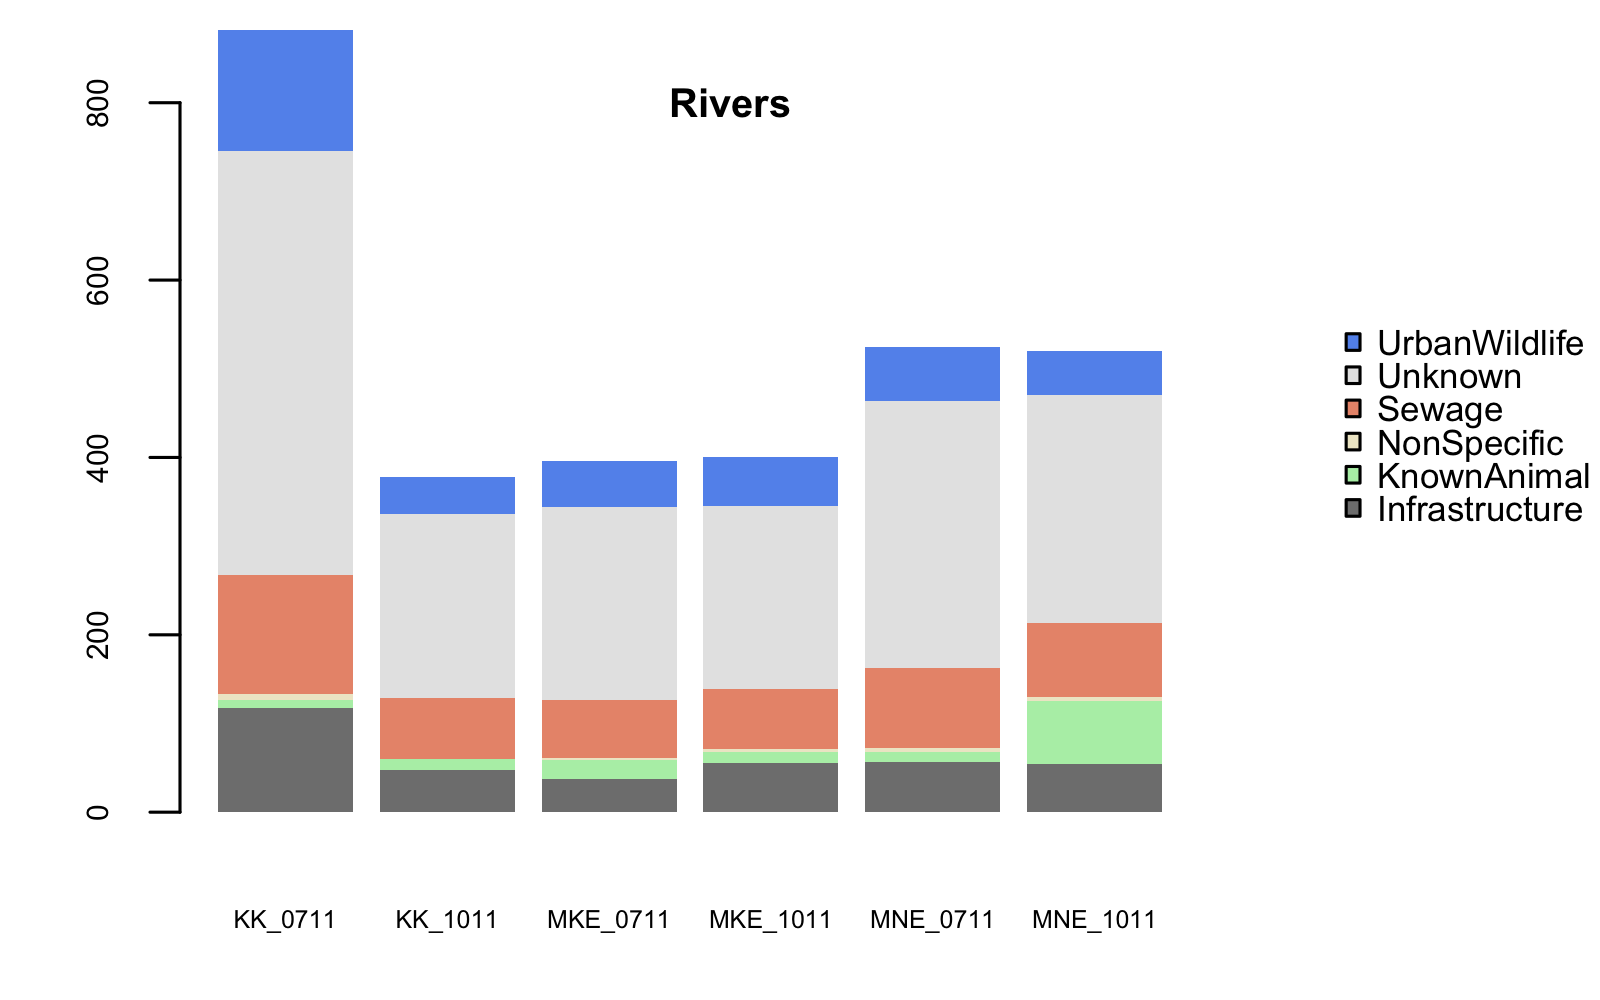 Rivers
800
600
400
200
0
UrbanWildlife
Unknown
Sewage
NonSpecific
KnownAnimal
Infrastructure
KK_0711 KK_1011 MKE_0711 MKE_1011 MNE_0711 MNE_1011